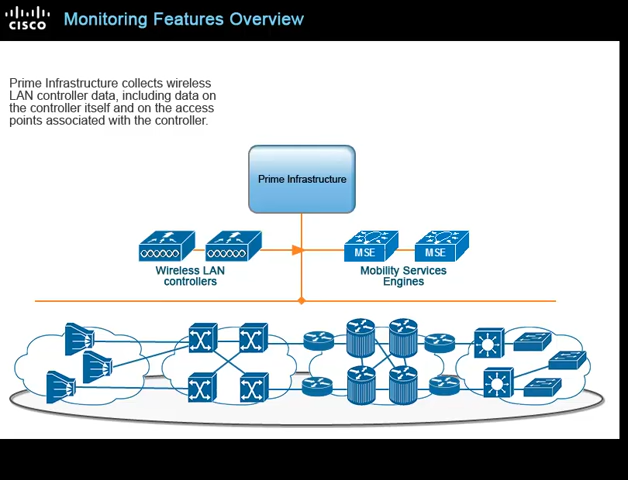 CISCO
Monitoring Features Overview
Prime Infrastructure collects wireless
LAN controller data, including data on
the controller itself and on the access
points associated with the controller.
Prime Infrastructure
MSE
MSE
Wireless LAN
controllers
Mobility Services
Engines